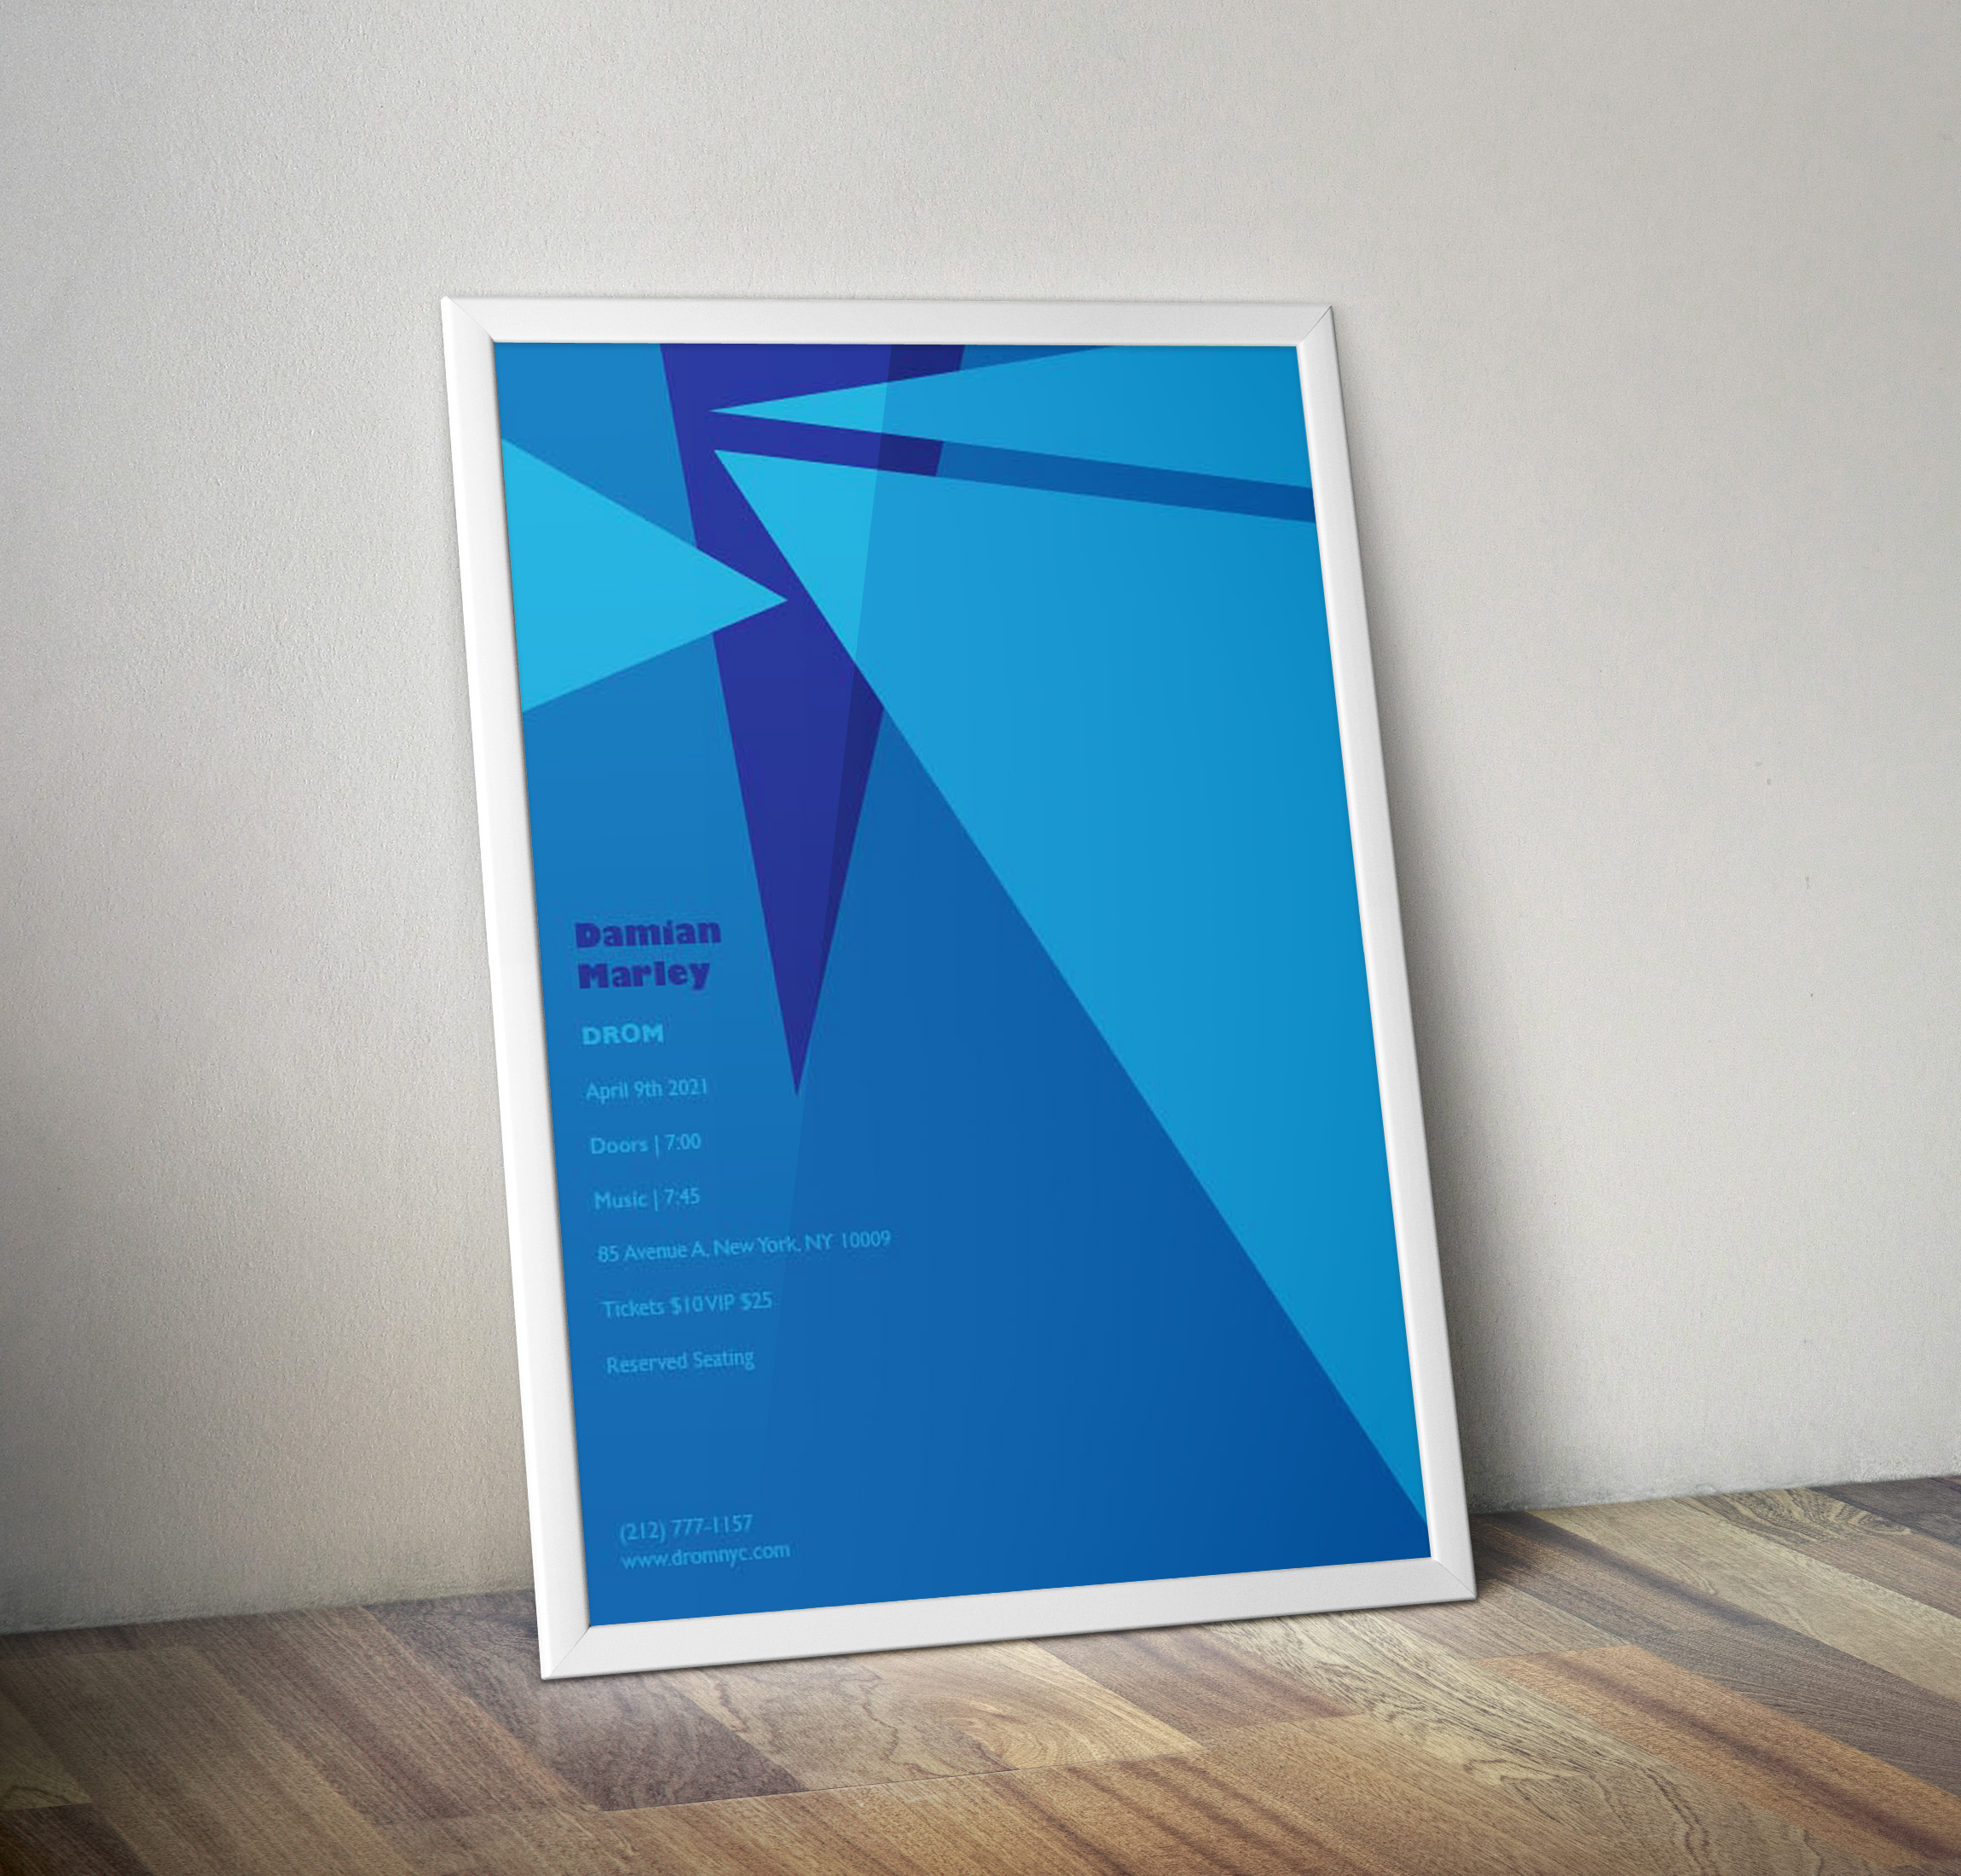 Damian
Marley
DROM
April 9th 2021
Doors | 7:00
Music | 7:45
85 Avenue A, New York, NY 10009
Tickets $10 VIP $25
Reserved Seating
(212) 777-1157
www.dromnyc.com